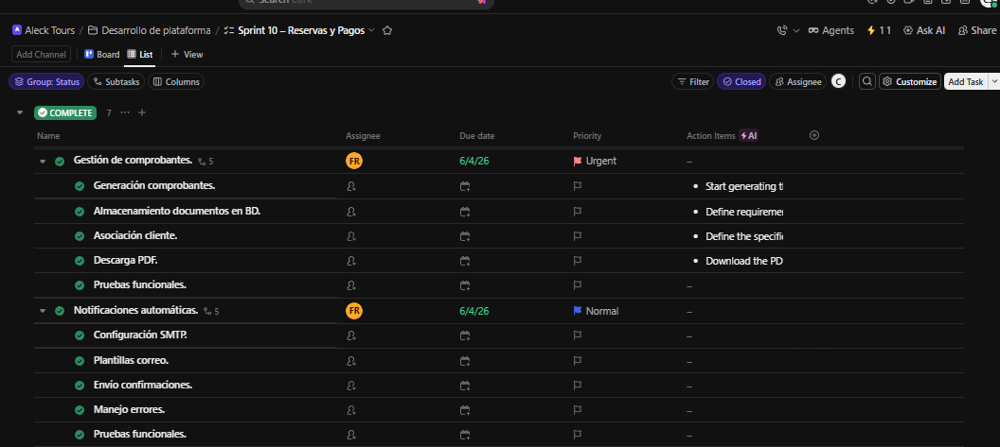 Search Ctrl K
Aleck Tours / Desarrollo de plataforma / Sprint 10 – Reservas y Pagos
Agents 11 Ask AI Share
Add Channel Board List + View
Group: Status Subtasks Columns Filter Closed Assignee C Customize Add Task
COMPLETE 7 ... +
Name Assignee Due date Priority Action Items AI
Gestión de comprobantes. 5 FR 6/4/26 Urgent –
Generación comprobantes. • Start generating
Almacenamiento documentos en BD. • Define
Asociación cliente. • Define the
Descarga PDF. • Download the PD
Pruebas funcionales. –
Notificaciones automáticas. 5 FR 6/4/26 Normal –
Configuración SMTP. –
Plantillas correo. –
Envío confirmaciones. –
Manejo errores. –
Pruebas funcionales. –